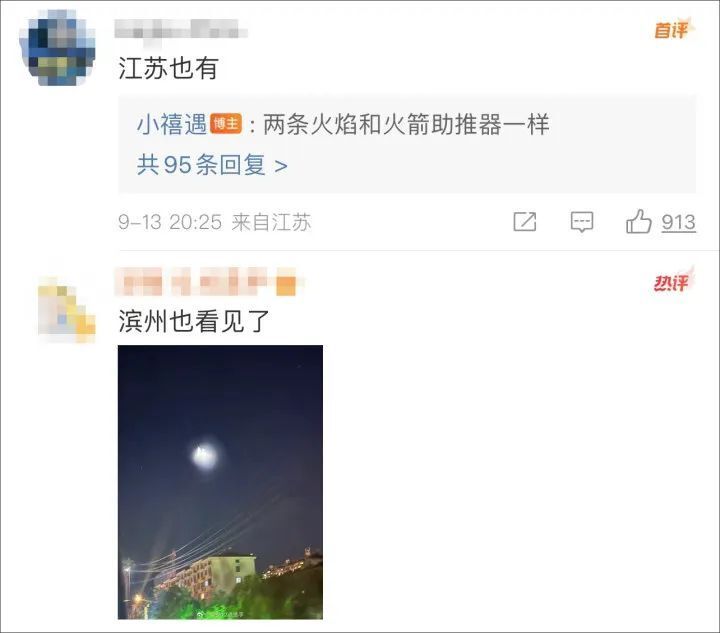 首评
江苏也有
小禧遇 博主 : 两条火焰和火箭助推器一样
共95条回复 >
9-13 20:25 来自江苏
913
热评
滨州也看见了